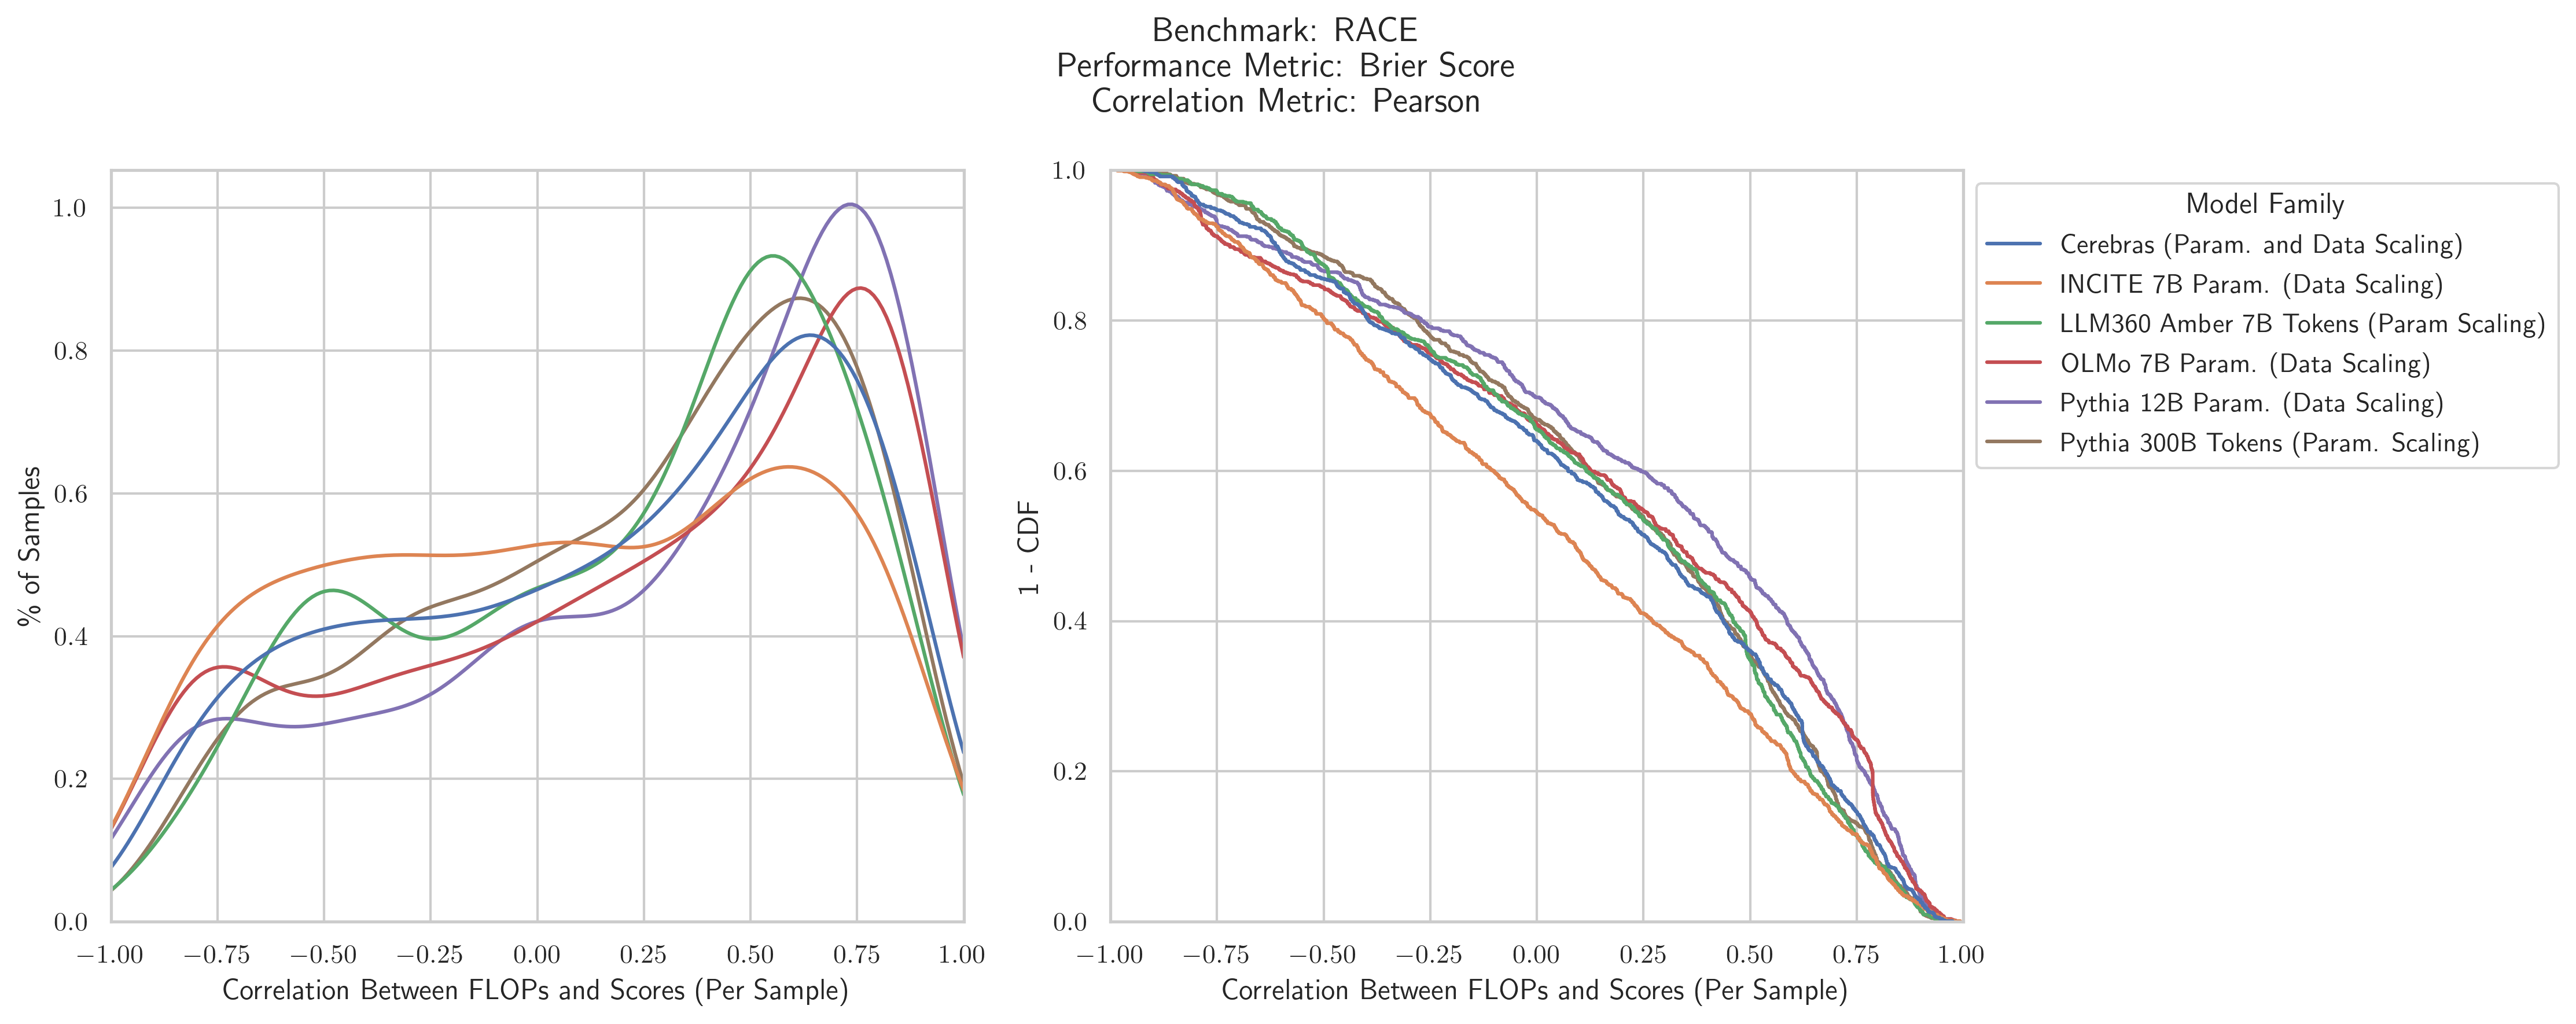 Benchmark: RACE
Performance Metric: Brier Score
Correlation Metric: Pearson
% of Samples
1.0
0.8
0.6
0.4
0.2
0.0
−1.00 −0.75 −0.50 −0.25 0.00 0.25 0.50 0.75 1.00
Correlation Between FLOPs and Scores (Per Sample)
1 - CDF
1.0
0.8
0.6
0.4
0.2
0.0
−1.00 −0.75 −0.50 −0.25 0.00 0.25 0.50 0.75 1.00
Correlation Between FLOPs and Scores (Per Sample)
Model Family
Cerebras (Param. and Data Scaling)
INCITE 7B Param. (Data Scaling)
LLM360 Amber 7B Tokens (Param Scaling)
OLMo 7B Param. (Data Scaling)
Pythia 12B Param. (Data Scaling)
Pythia 300B Tokens (Param. Scaling)